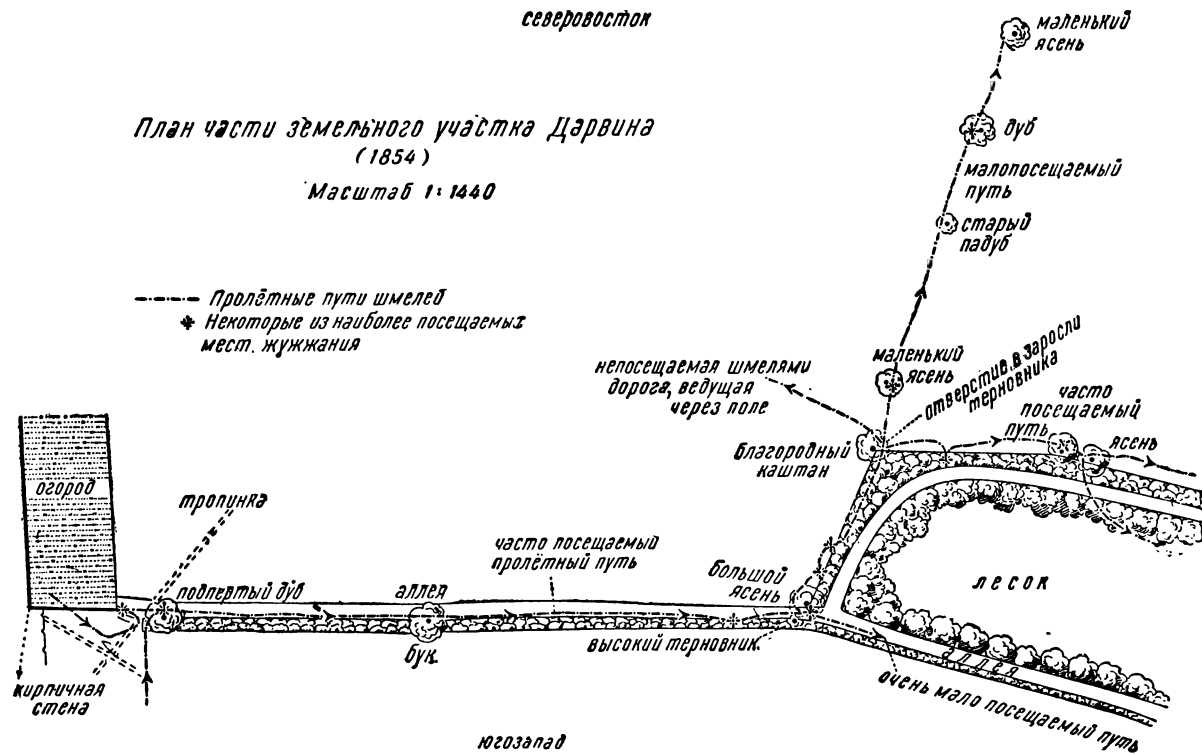 северовосток
маленький
ясень
План части земельного участка Дарвина
(1854)
Масштаб 1:1440
дуб
малопосещаемый
путь
старый
падуб
Пролётные пути шмелей
Некоторые из наиболее посещаемых
мест. жужжания
маленький
ясень
непосещаемая шмелями
дорога, ведущая
через поле
отверстив. в заросли
терновника
часто
посещаемый
путь
ясень
благородный
каштан
огород
тропинка
часто посещаемый
пролётный путь
большой
ясень
лесок
подпертый дуб
аллея
бук.
высокий терновник.
аллея
очень мало посещаемый путь
кирпичная
стена
югозапад